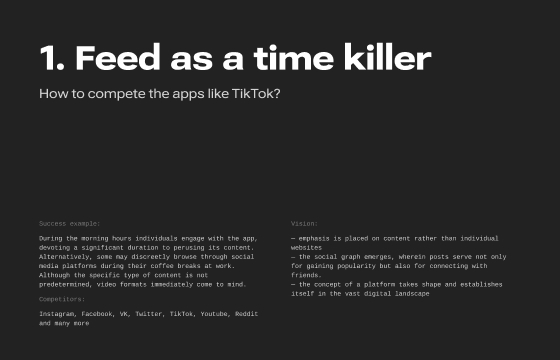 1. Feed as a time killer
How to compete the apps like TikTok?
Success example:
During the morning hours individuals engage with the app,
devoting a significant duration to perusing its content.
Alternatively, some may discreetly browse through social
media platforms during their coffee breaks at work.
Although the specific type of content is not
predetermined, video formats immediately come to mind.
Competitors:
Instagram, Facebook, VK, Twitter, TikTok, Youtube, Reddit
and many more
Vision:
— emphasis is placed on content rather than individual
websites
— the social graph emerges, wherein posts serve not only
for gaining popularity but also for connecting with
friends.
— the concept of a platform takes shape and establishes
itself in the vast digital landscape